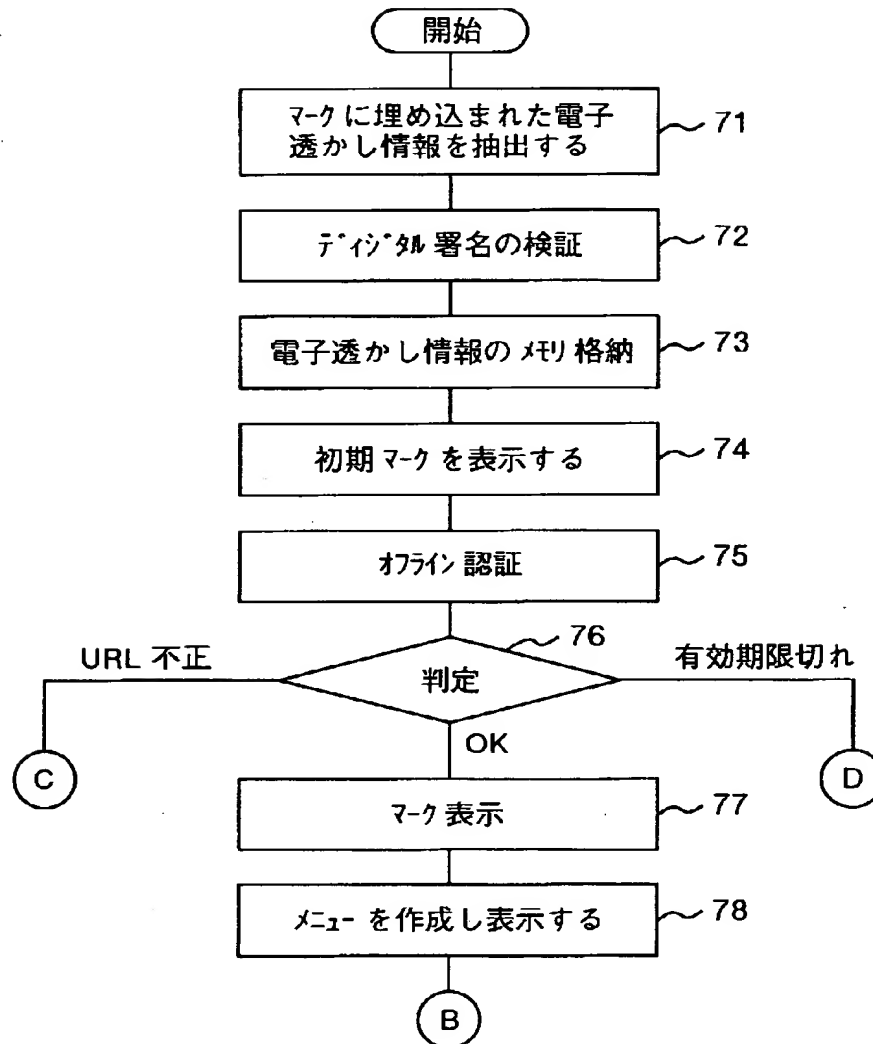 開始
マークに埋め込まれた電子
透かし情報を抽出する
71
ディジタル署名の検証
72
電子透かし情報のメモリ格納
73
初期マークを表示する
74
オフライン認証
75
76
URL 不正
判定
有効期限切れ
OK
C
D
マーク表示
77
メニューを作成し表示する
78
B